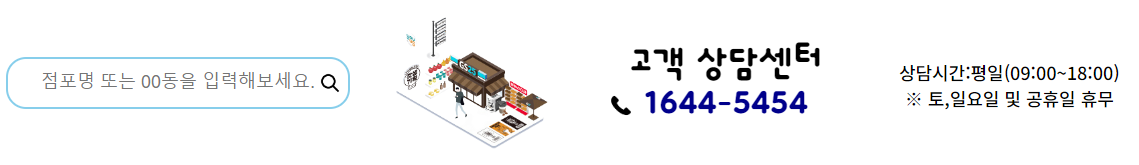 점포명 또는 00동을 입력해보세요.
GS25
고객 상담센터
1644-5454
상담시간:평일(09:00~18:00)
※ 토,일요일 및 공휴일 휴무